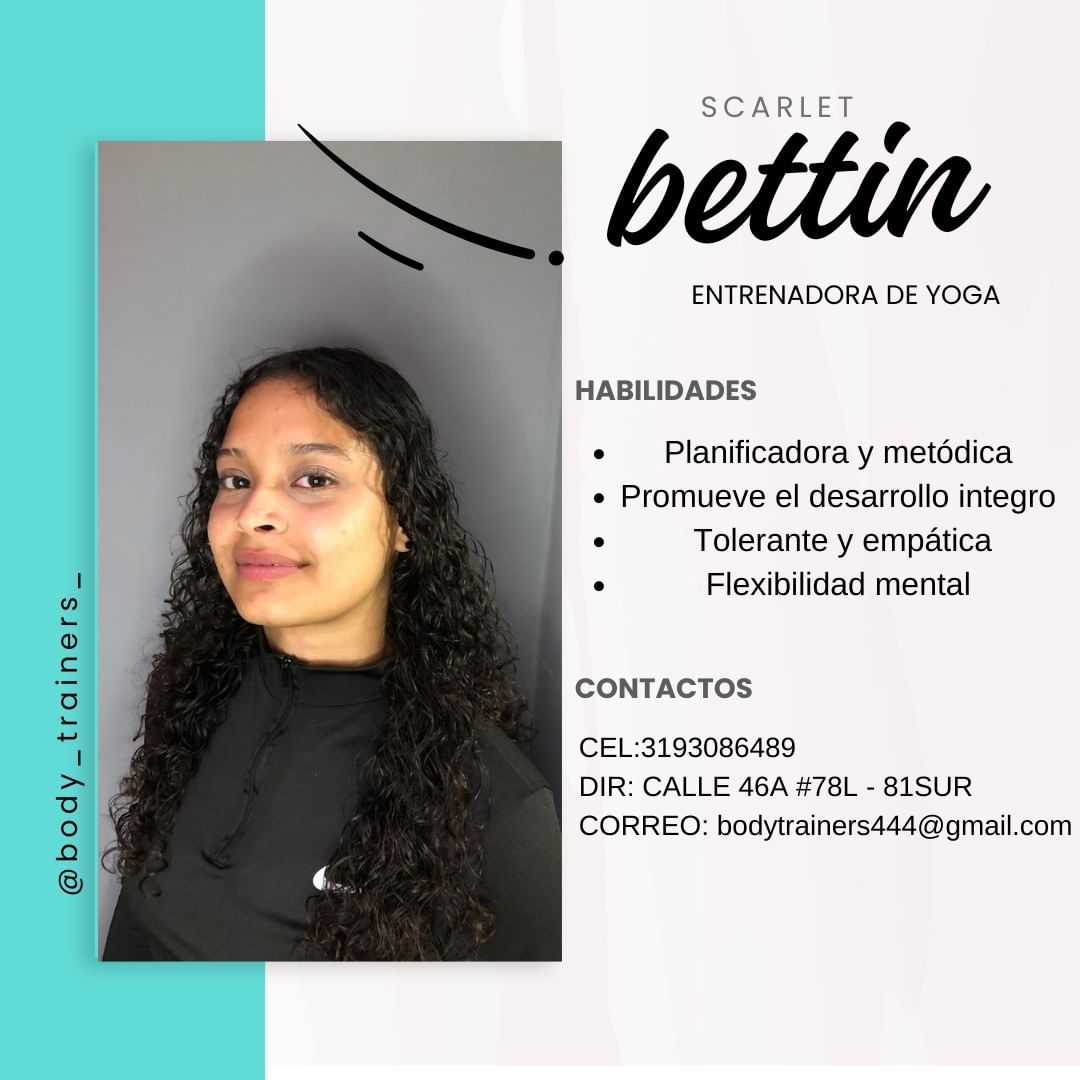 SCARLET
bettin
ENTRENADORA DE YOGA
HABILIDADES
• Planificadora y metódica
• Promueve el desarrollo integro
• Tolerante y empática
• Flexibilidad mental
CONTACTOS
CEL:3193086489
DIR: CALLE 46A #78L - 81SUR
CORREO: bodytrainers444@gmail.com
@body_trainers_